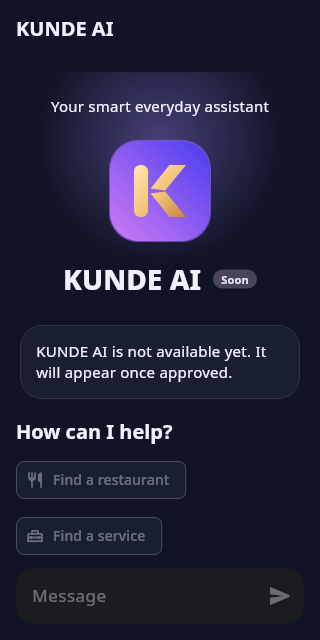 KUNDE AI
Your smart everyday assistant
K
KUNDE AI Soon
KUNDE AI is not available yet. It
will appear once approved.
How can I help?
Find a restaurant
Find a service
Message